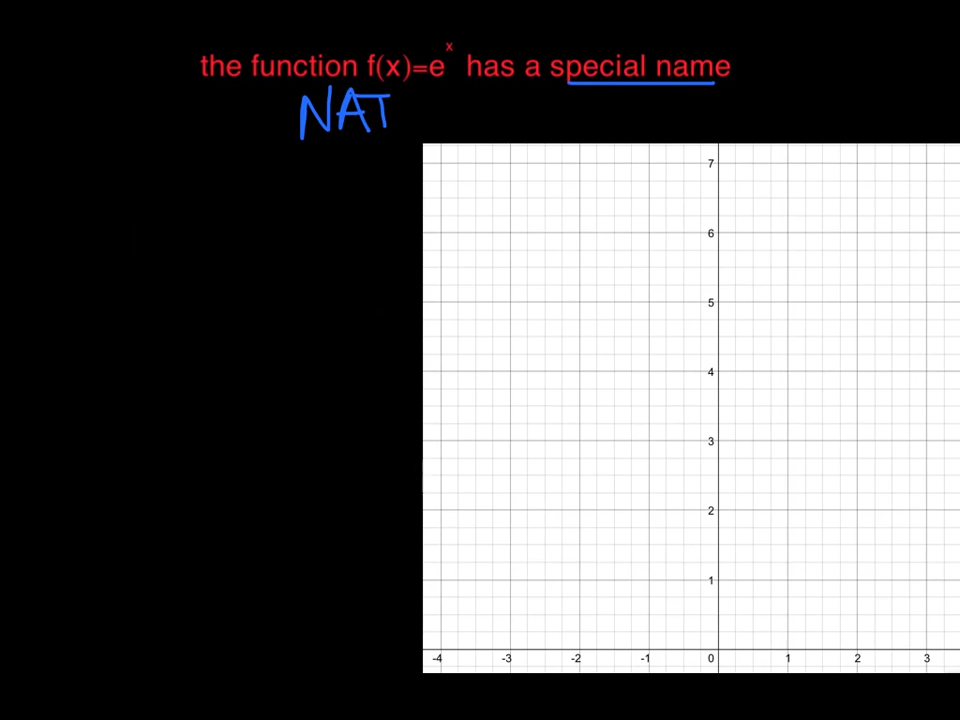 the function f(x)=eˣ has a special name
NAT
7
6
5
4
3
2
1
-4 -3 -2 -1 0 1 2 3